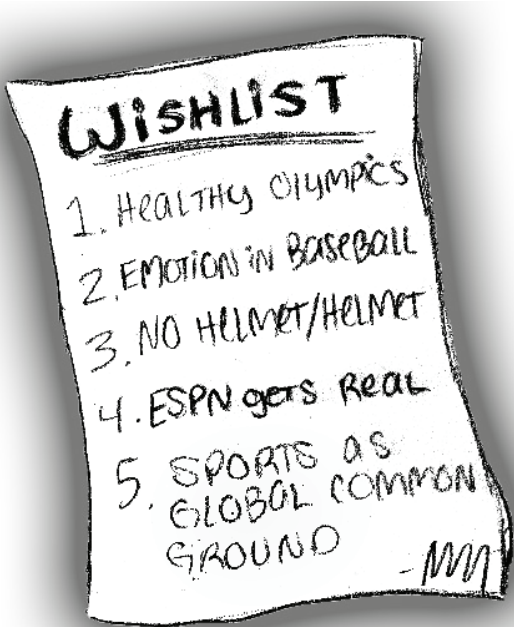 WiSHLiST
1. HeaLTHy OlyMpics
2. EMOTION iN BaseBaLL
3. NO HeLMeT/HeLMeT
4. ESPN geTs ReaL
5. SPORTS as
GLOBaL COMMON
GROUND